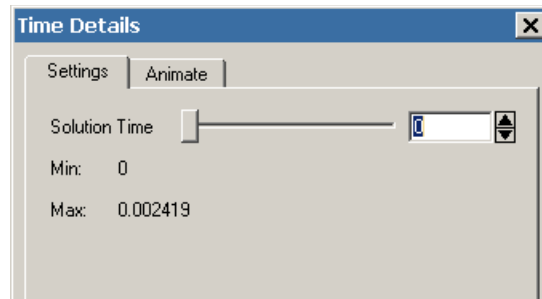 Time Details
Settings Animate
Solution Time 0
Min: 0
Max: 0.002419